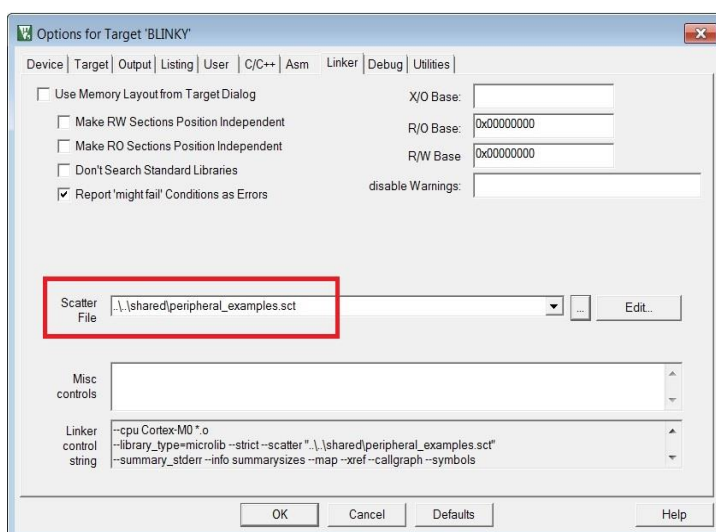 Options for Target 'BLINKY'
Device Target Output Listing User C/C++ Asm Linker Debug Utilities
Use Memory Layout from Target Dialog
X/O Base:
Make RW Sections Position Independent
R/O Base: 0x00000000
Make RO Sections Position Independent
R/W Base 0x00000000
Don't Search Standard Libraries
disable Warnings:
Report 'might fail' Conditions as Errors
Scatter
File
..\..\shared\peripheral_examples.sct
... Edit...
Misc
controls
Linker
control
string
--cpu Cortex-M0 *.o
--library_type=microlib --strict --scatter "..\..\shared\peripheral_examples.sct"
--summary_stderr --info summarysizes --map --xref --callgraph --symbols
OK Cancel Defaults Help